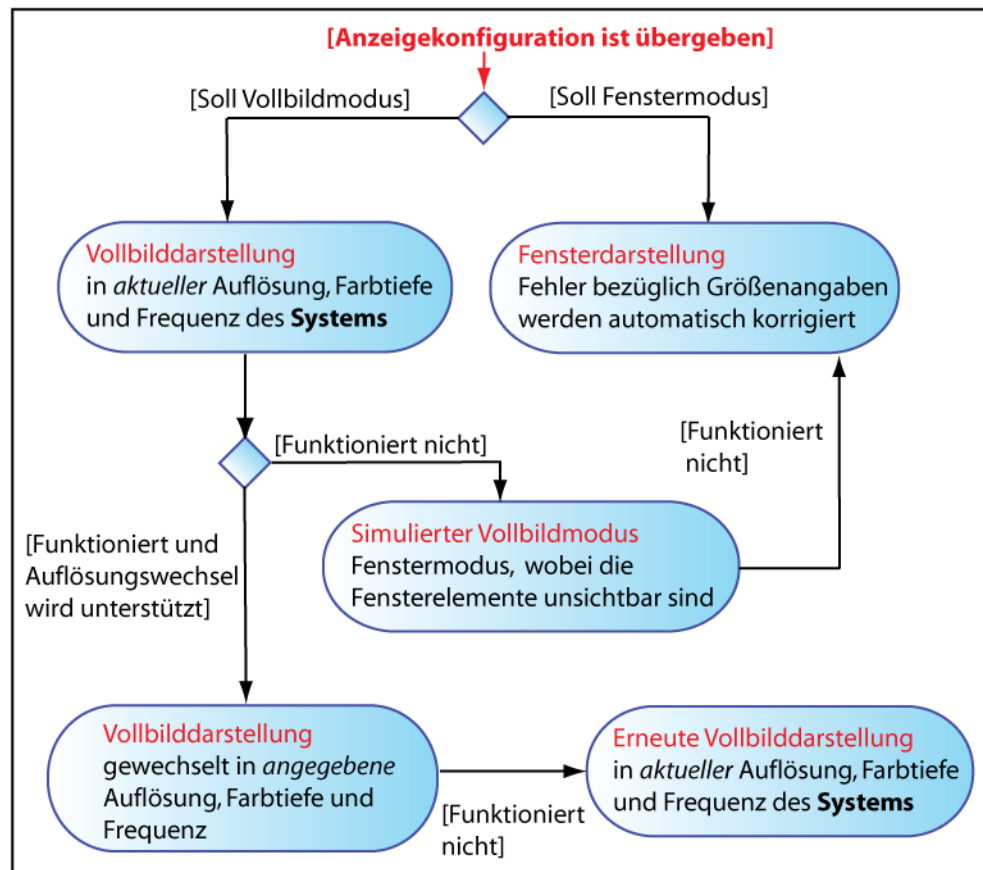 [Anzeigekonfiguration ist übergeben]
[Soll Vollbildmodus]
[Soll Fenstermodus]
Vollbilddarstellung
in aktueller Auflösung, Farbtiefe
und Frequenz des Systems
Fensterdarstellung
Fehler bezüglich Größenangaben
werden automatisch korrigiert
[Funktioniert nicht]
[Funktioniert
nicht]
Simulierter Vollbildmodus
Fenstermodus, wobei die
Fensterelemente unsichtbar sind
[Funktioniert und
Auflösungswechsel
wird unterstützt]
Vollbilddarstellung
gewechselt in angegebene
Auflösung, Farbtiefe und
Frequenz
[Funktioniert
nicht]
Erneute Vollbilddarstellung
in aktueller Auflösung, Farbtiefe
und Frequenz des Systems